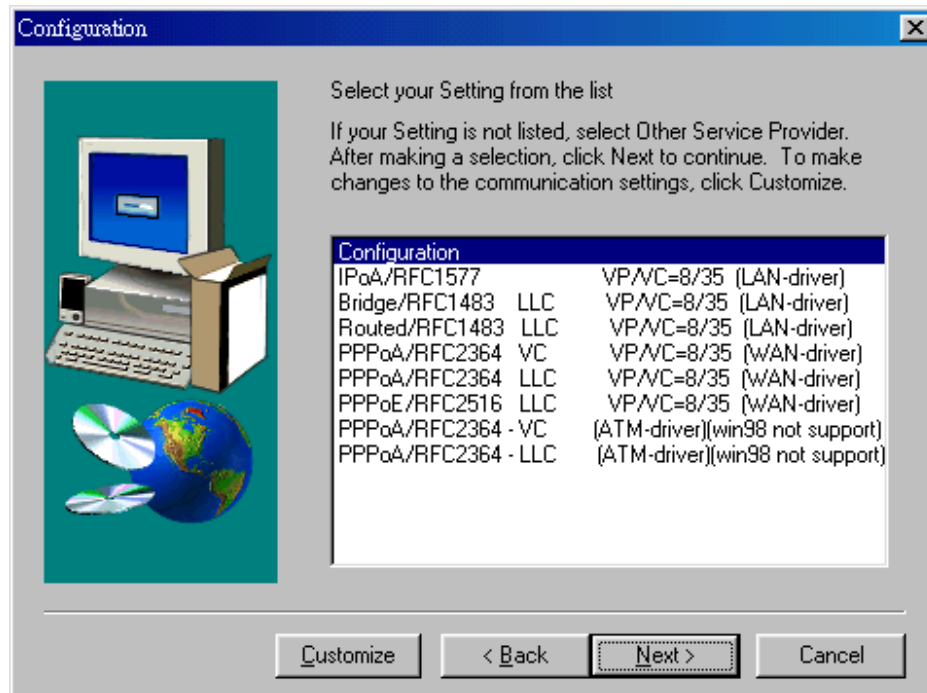 Configuration
Select your Setting from the list
If your Setting is not listed, select Other Service Provider.
After making a selection, click Next to continue.  To make
changes to the communication settings, click Customize.
Configuration
IPoA/RFC1577 VP/VC=8/35 (LAN-driver)
Bridge/RFC1483 LLC VP/VC=8/35 (LAN-driver)
Routed/RFC1483 LLC VP/VC=8/35 (LAN-driver)
PPPoA/RFC2364 VC VP/VC=8/35 (WAN-driver)
PPPoA/RFC2364 LLC VP/VC=8/35 (WAN-driver)
PPPoE/RFC2516 LLC VP/VC=8/35 (WAN-driver)
PPPoA/RFC2364 - VC (ATM-driver)(win98 not support)
PPPoA/RFC2364 - LLC (ATM-driver)(win98 not support)
Customize < Back Next > Cancel